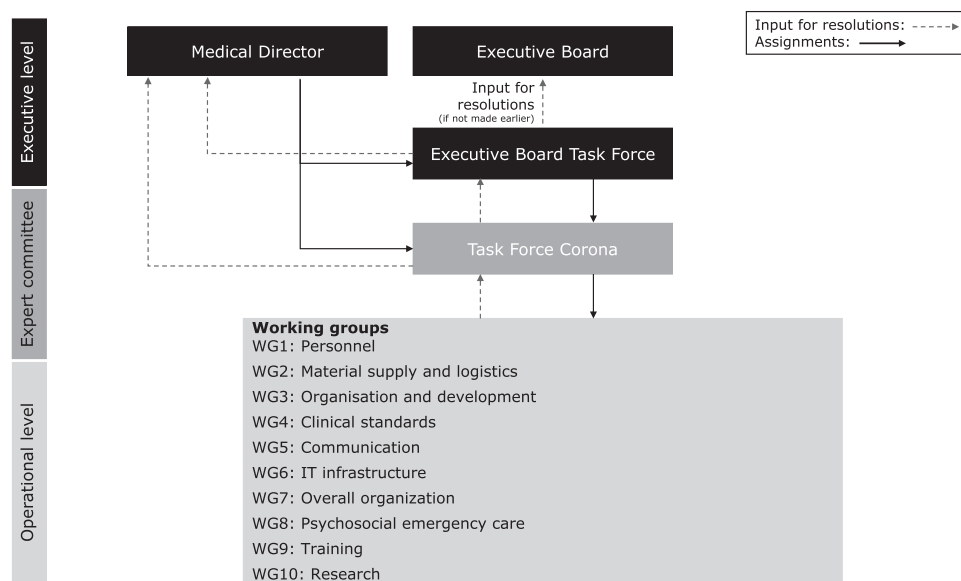 Input for resolutions:
Assignments:
Medical Director
Executive Board
Executive level
Input for
resolutions
(if not made earlier)
Executive Board Task Force
Expert committee
Task Force Corona
Operational level
Working groups
WG1: Personnel
WG2: Material supply and logistics
WG3: Organisation and development
WG4: Clinical standards
WG5: Communication
WG6: IT infrastructure
WG7: Overall organization
WG8: Psychosocial emergency care
WG9: Training
WG10: Research